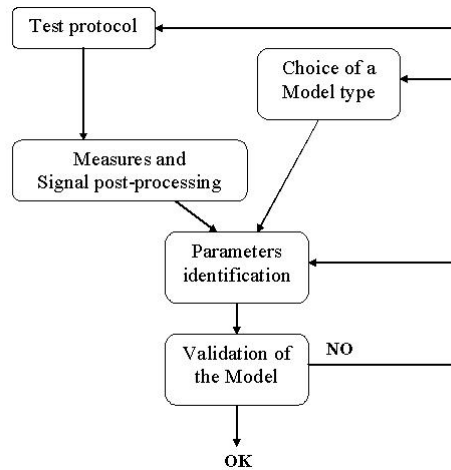 Test protocol
Choice of a
Model type
Measures and
Signal post-processing
Parameters
identification
Validation of
the Model
NO
OK